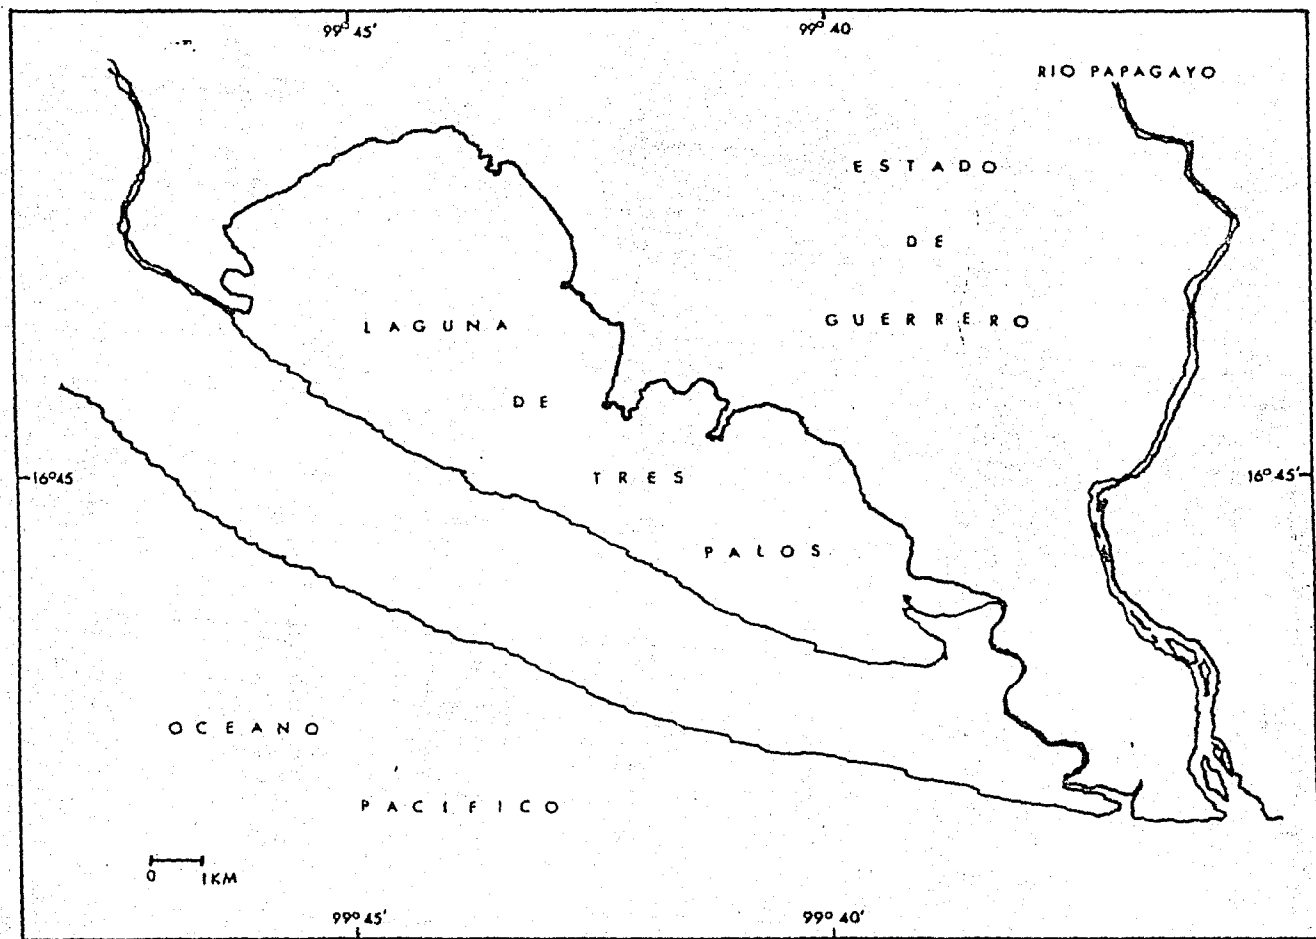 99° 45'
99° 40
RIO PAPAGAYO
ESTADO
DE
GUERRERO
LAGUNA
DE
TRES
PALOS
16°45
16°45'
OCEANO
PACIFICO
0 1KM
99° 45'
99° 40'